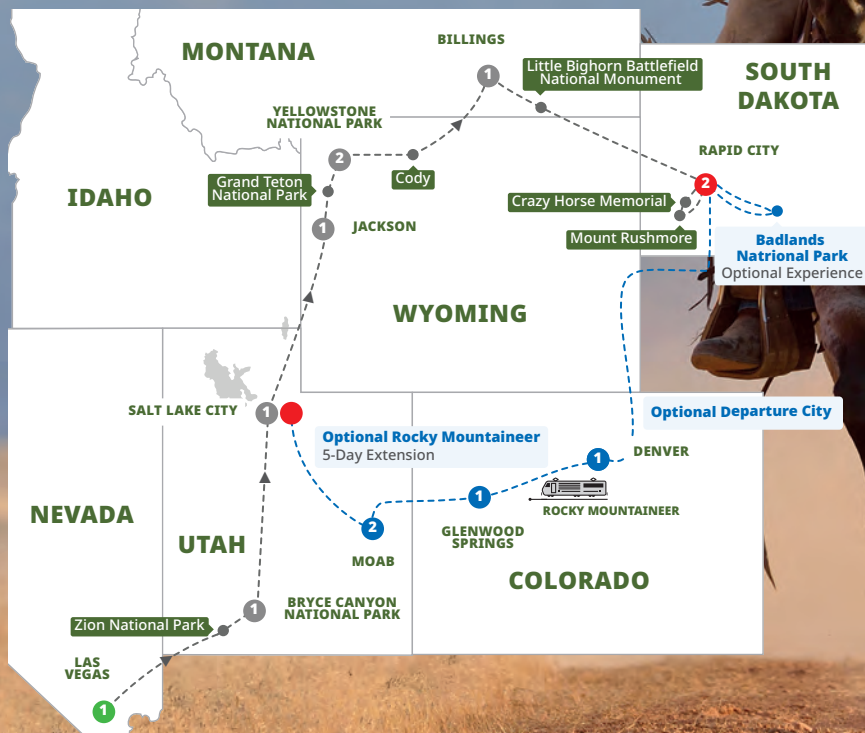 MONTANA
BILLINGS
1
Little Bighorn Battlefield
National Monument
SOUTH
DAKOTA
YELLOWSTONE
NATIONAL PARK
2
Cody
RAPID CITY
2
IDAHO
Grand Teton
National Park
Crazy Horse Memorial
Mount Rushmore
1
JACKSON
Badlands
Natrional Park
Optional Experience
WYOMING
SALT LAKE CITY
1
Optional Rocky Mountaineer
5-Day Extension
Optional Departure City
DENVER
1
ROCKY MOUNTAINEER
1
GLENWOOD
SPRINGS
NEVADA
UTAH
2
MOAB
COLORADO
1
BRYCE CANYON
NATIONAL PARK
Zion National Park
LAS
VEGAS
1